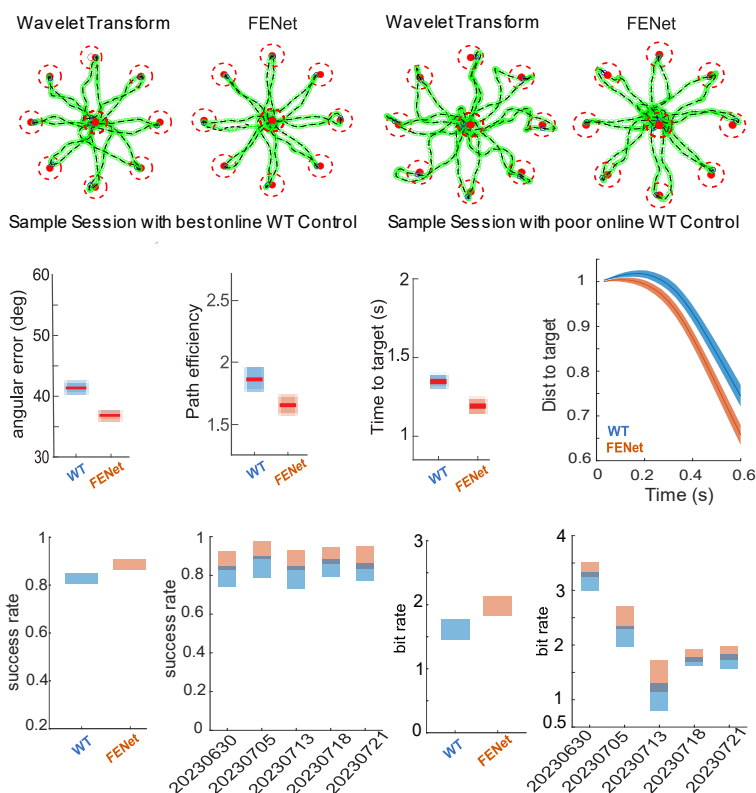 Wavelet Transform
FENet
Wavelet Transform
FENet
Sample Session with best online WT Control
Sample Session with poor online WT Control
angular error (deg)
60
50
40
30
WT
FENet
Path efficiency
2.5
2
1.5
WT
FENet
Time to target (s)
2
1.5
1
WT
FENet
Dist to target
1
0.9
0.8
0.7
0.6
WT
FENet
0
0.2
0.4
0.6
Time (s)
success rate
1
0.8
0.6
0.4
0.2
WT
FENet
success rate
1
0.8
0.6
0.4
0.2
0
20230630
20230705
20230713
20230718
20230721
bit rate
3
2
1
0
WT
FENet
bit rate
4
3
2
1
0.5
20230630
20230705
20230713
20230718
20230721